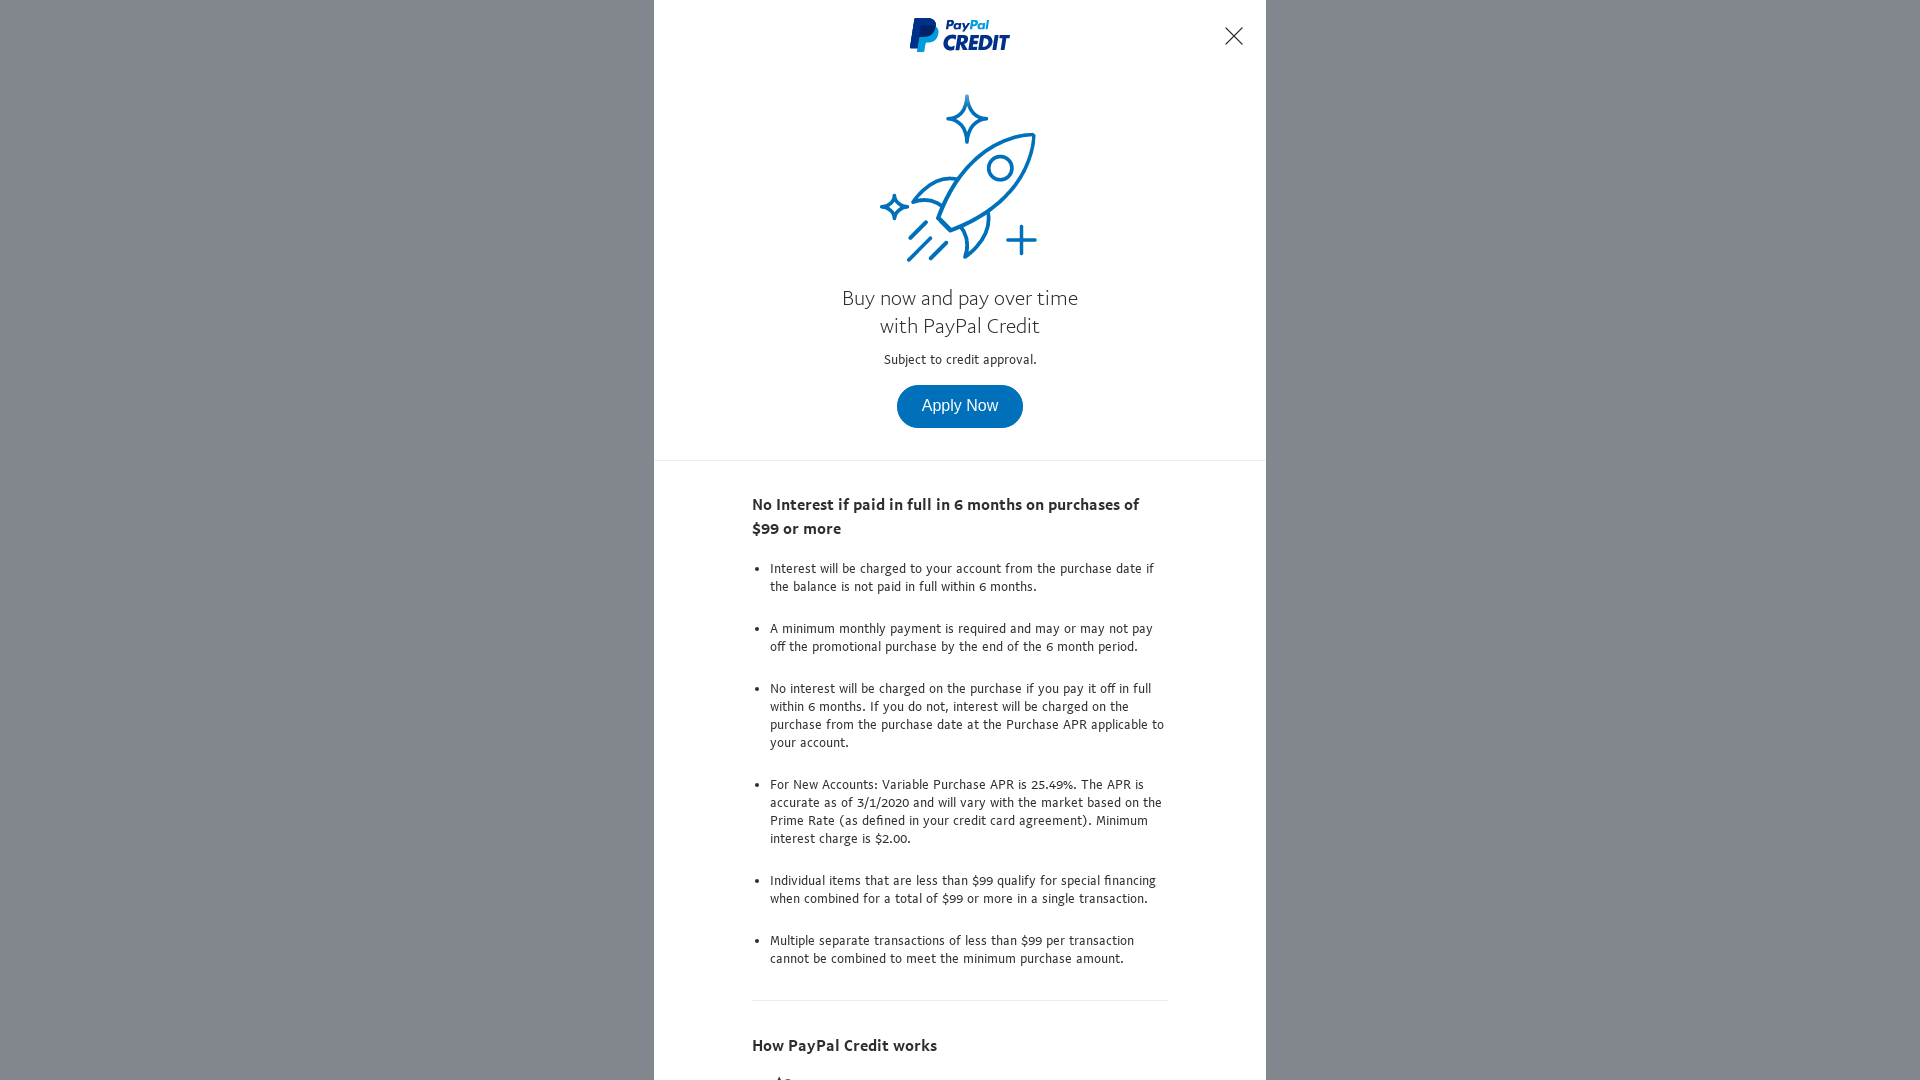 PayPal
CREDIT
Buy now and pay over time
with PayPal Credit
Subject to credit approval.
Apply Now
No Interest if paid in full in 6 months on purchases of
$99 or more
• Interest will be charged to your account from the purchase date if
the balance is not paid in full within 6 months.
• A minimum monthly payment is required and may or may not pay
off the promotional purchase by the end of the 6 month period.
• No interest will be charged on the purchase if you pay it off in full
within 6 months. If you do not, interest will be charged on the
purchase from the purchase date at the Purchase APR applicable to
your account.
• For New Accounts: Variable Purchase APR is 25.49%. The APR is
accurate as of 3/1/2020 and will vary with the market based on the
Prime Rate (as defined in your credit card agreement). Minimum
interest charge is $2.00.
• Individual items that are less than $99 qualify for special financing
when combined for a total of $99 or more in a single transaction.
• Multiple separate transactions of less than $99 per transaction
cannot be combined to meet the minimum purchase amount.
How PayPal Credit works